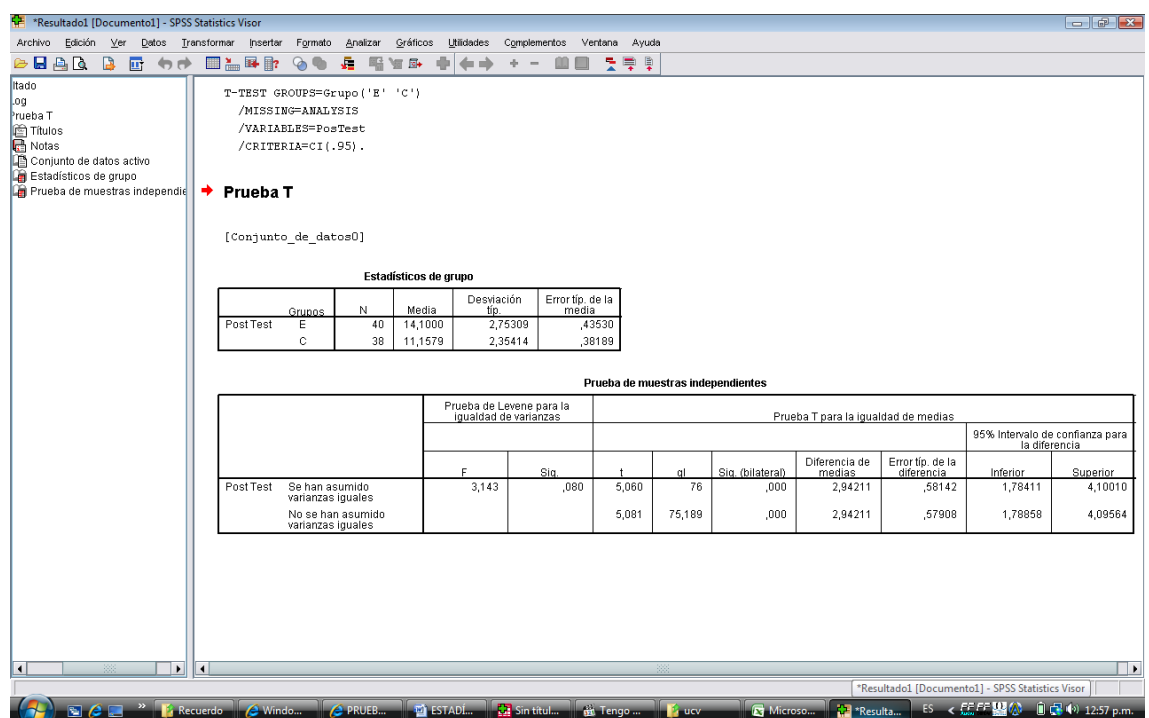 *Resultado1 [Documento1] - SPSS Statistics Visor
Archivo Edición Ver Datos Transformar Insertar Formato Analizar Gráficos Utilidades Complementos Ventana Ayuda
ltado
Log
Prueba T
Títulos
Notas
Conjunto de datos activo
Estadísticos de grupo
Prueba de muestras independie
T-TEST GROUPS=Grupo('E' 'C')
/MISSING=ANALYSIS
/VARIABLES=PosTest
/CRITERIA=CI(.95).
Prueba T
[Conjunto_de_datos0]
Estadísticos de grupo
Grupos N Media Desviación típ. Error típ. de la media
Post Test E 40 14,1000 2,75309 ,43530
C 38 11,1579 2,35414 ,38189
Prueba de muestras independientes
Prueba de Levene para la igualdad de varianzas
Prueba T para la igualdad de medias
95% Intervalo de confianza para la diferencia
F Sig. t gl Sig. (bilateral) Diferencia de medias Error típ. de la diferencia Inferior Superior
Post Test Se han asumido varianzas iguales 3,143 ,080 5,060 76 ,000 2,94211 ,58142 1,78411 4,10010
No se han asumido varianzas iguales 5,081 75,189 ,000 2,94211 ,57908 1,78858 4,09564
*Resultado1 [Documento1] - SPSS Statistics Visor
Recuerdo Windo... PRUEB... ESTADÍ... Sin titul... Tengo ... ucv Microso... *Resulta... ES 12:57 p.m.